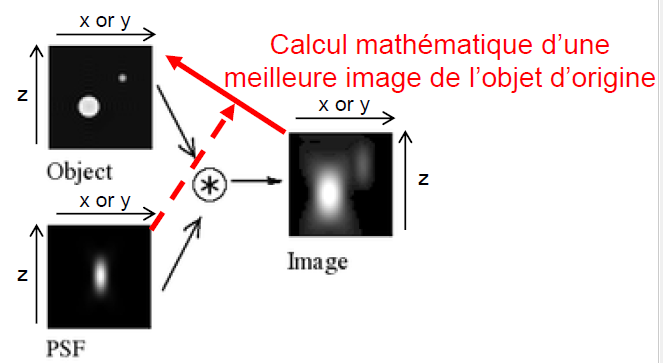 x or y
Calcul mathématique d'une
meilleure image de l'objet d'origine
z
x or y
Object
z
x or y
Image
z
PSF